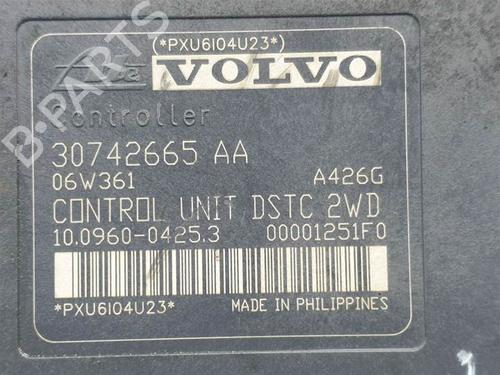 (*PXU6I04U23*)
Ate VOLVO
Controller
30742665 AA
06W361 A426G
CONTROL UNIT DSTC 2WD
10.0960-0425.3 00001251F0
*PXU6I04U23* MADE IN PHILIPPINES
B-PARTS